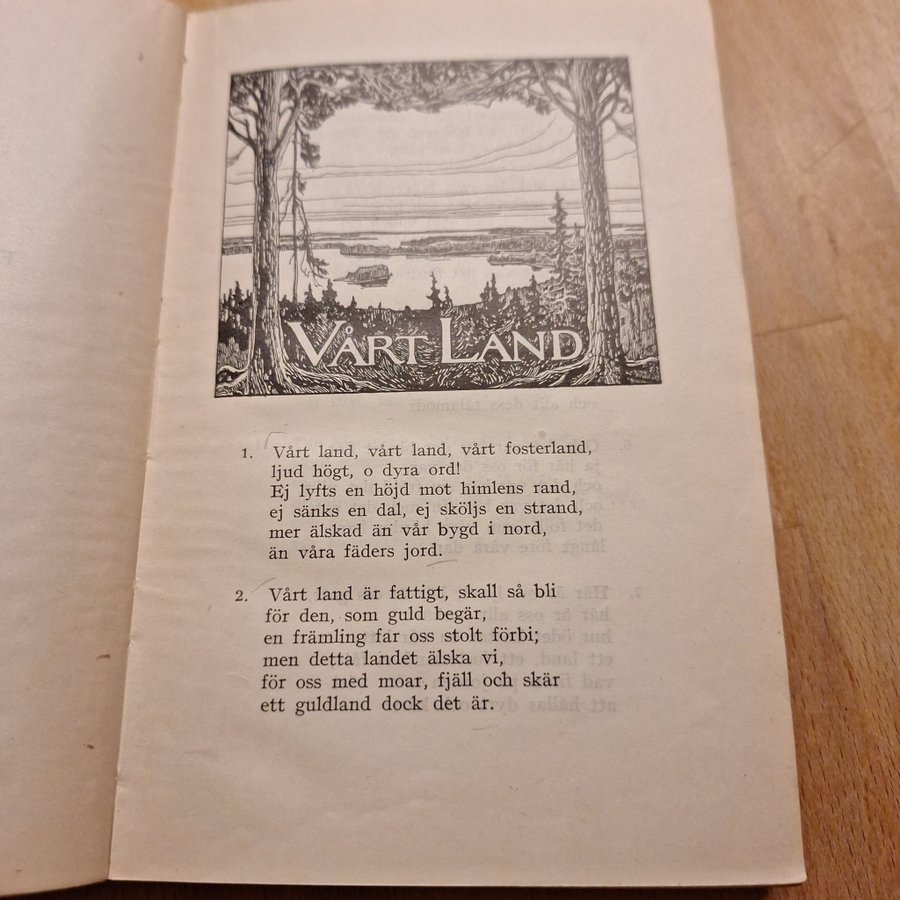 VÅRT LAND
1. Vårt land, vårt land, vårt fosterland,
ljud högt, o dyra ord!
Ej lyfts en höjd mot himlens rand,
ej sänks en dal, ej sköljs en strand,
mer älskad än vår bygd i nord,
än våra fäders jord.
2. Vårt land är fattigt, skall så bli
för den, som guld begär,
en främling far oss stolt förbi;
men detta landet älska vi,
för oss med moar, fjäll och skär
ett guldland dock det är.